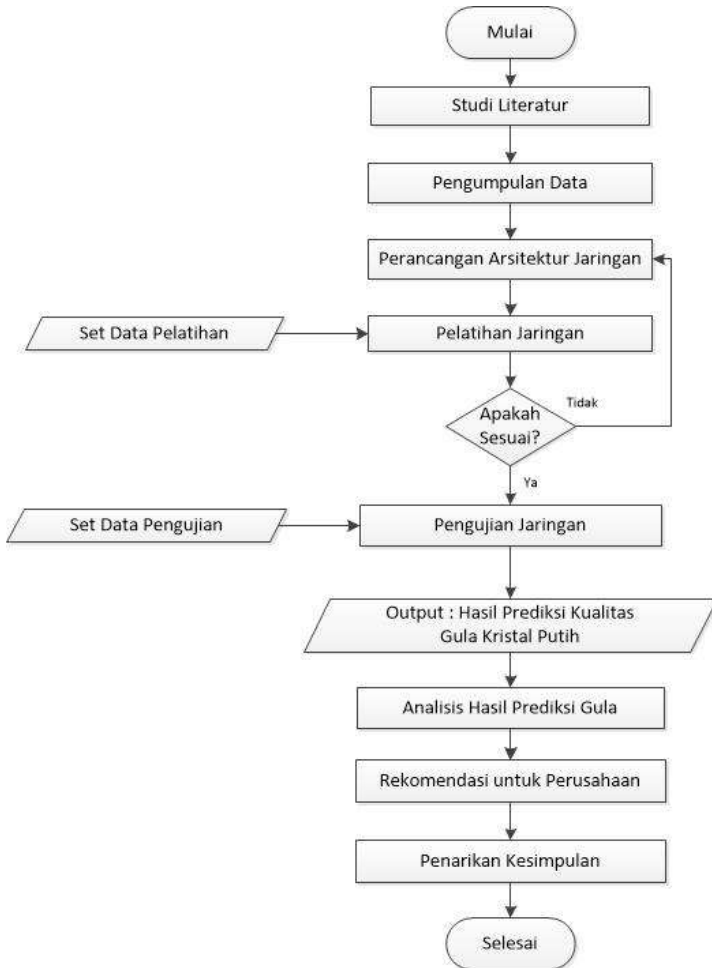 Mulai
Studi Literatur
Pengumpulan Data
Perancangan Arsitektur Jaringan
Set Data Pelatihan
Pelatihan Jaringan
Tidak
Apakah
Sesuai?
Ya
Set Data Pengujian
Pengujian Jaringan
Output : Hasil Prediksi Kualitas
Gula Kristal Putih
Analisis Hasil Prediksi Gula
Rekomendasi untuk Perusahaan
Penarikan Kesimpulan
Selesai